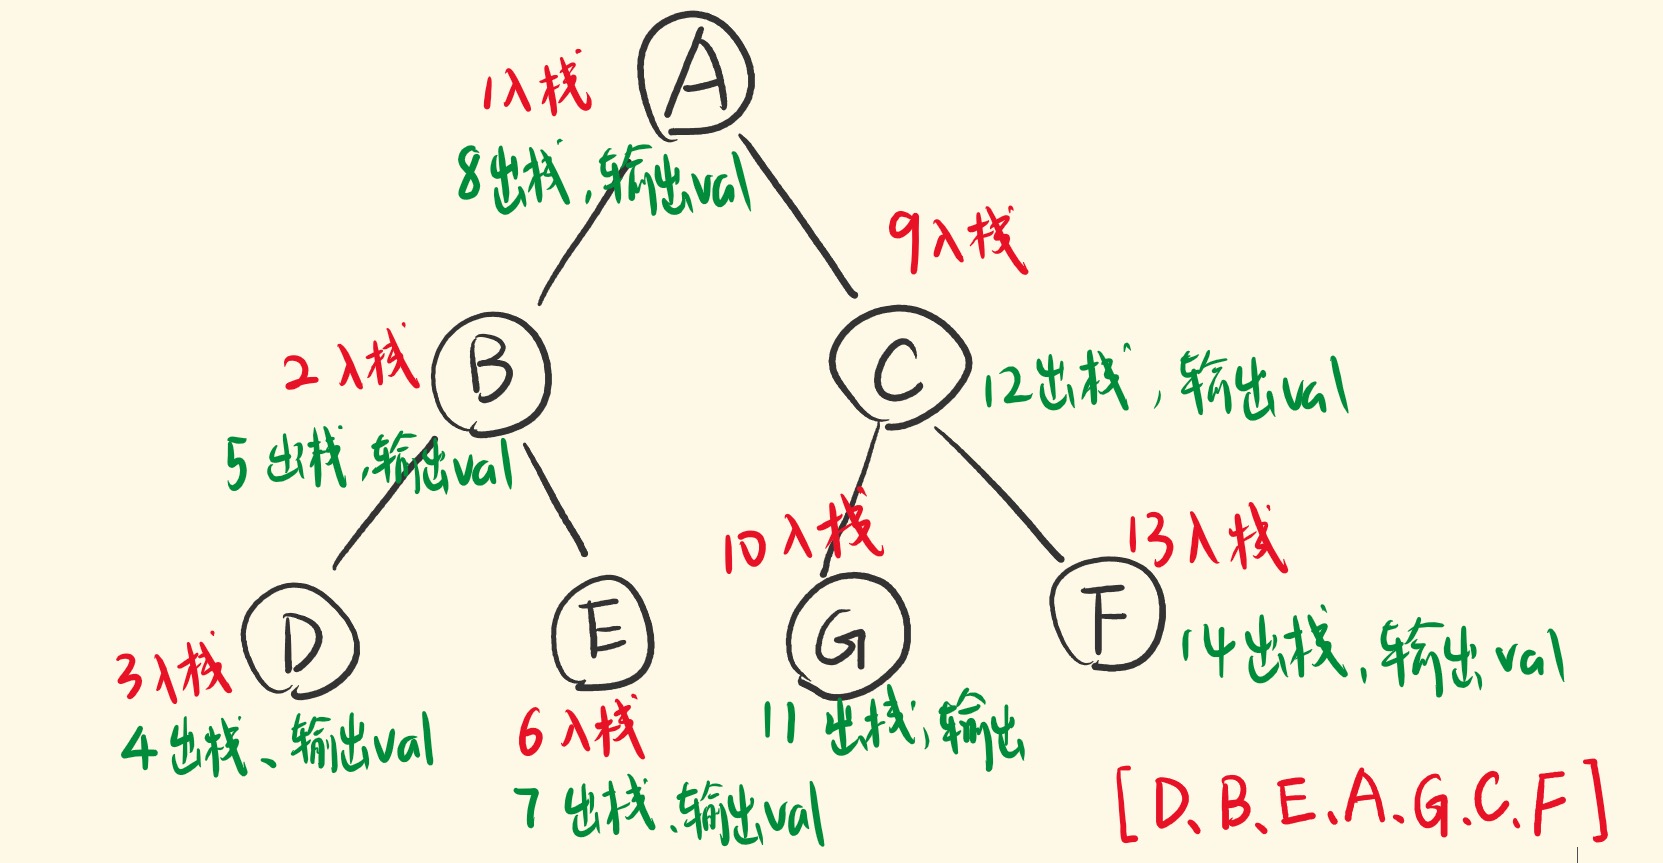 A
1入栈
8出栈,输出val
9入栈
2入栈
B
C
12出栈,输出val
5出栈,输出val
10入栈
13入栈
D
E
G
F
3入栈
14出栈,输出val
4出栈、输出val
6入栈
11出栈,输出
7出栈、输出val
[D、B、E、A、G、C、F]